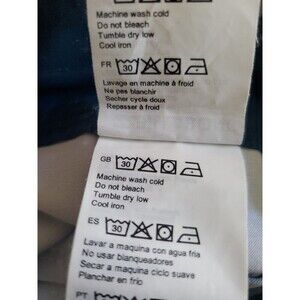 Machine wash cold
Do not bleach
Tumble dry low
Cool iron
FR 30
Lavage en machine à froid
Ne pas blanchir
Secher cycle doux
Repasser à froid
GB 30
Machine wash cold
Do not bleach
Tumble dry low
Cool iron
ES 30
Lavar a maquina con agua fria
No usar blanqueadores
Secar a maquina ciclo suave
Planchar en frio
PT